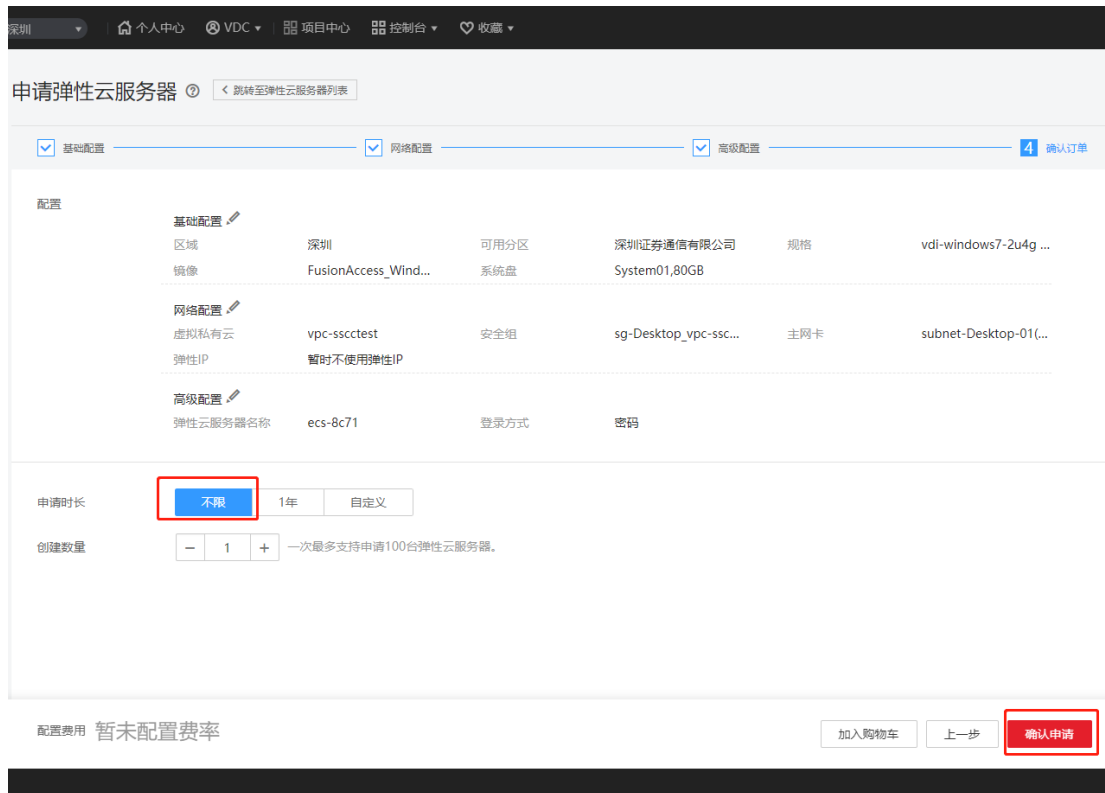 深圳 个人中心 VDC 项目中心 控制台 收藏
申请弹性云服务器 跳转至弹性云服务器列表
基础配置 网络配置 高级配置 4 确认订单
配置
基础配置
区域 深圳 可用分区 深圳证券通信有限公司 规格 vdi-windows7-2u4g ...
镜像 FusionAccess_Wind... 系统盘 System01,80GB
网络配置
虚拟私有云 vpc-sscctest 安全组 sg-Desktop_vpc-ssc... 主网卡 subnet-Desktop-01(...
弹性IP 暂时不使用弹性IP
高级配置
弹性云服务器名称 ecs-8c71 登录方式 密码
申请时长 不限 1年 自定义
创建数量 − 1 + 一次最多支持申请100台弹性云服务器。
配置费用 暂未配置费率 加入购物车 上一步 确认申请